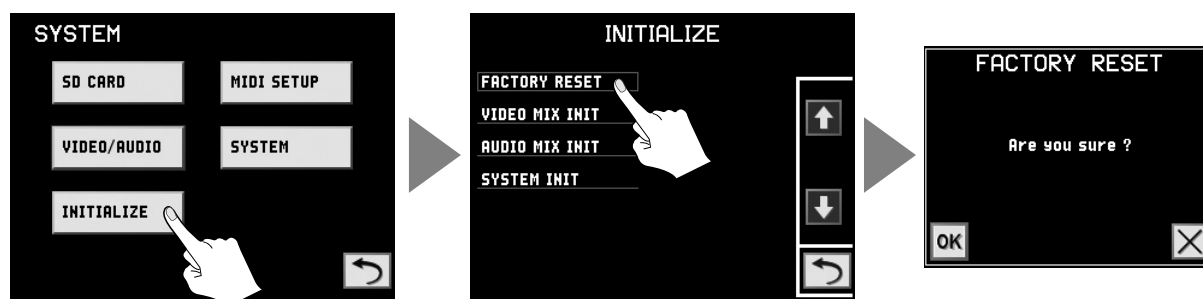 SYSTEM
SD CARD
MIDI SETUP
VIDEO/AUDIO
SYSTEM
INITIALIZE
INITIALIZE
FACTORY RESET
VIDEO MIX INIT
AUDIO MIX INIT
SYSTEM INIT
FACTORY RESET
Are you sure ?
OK